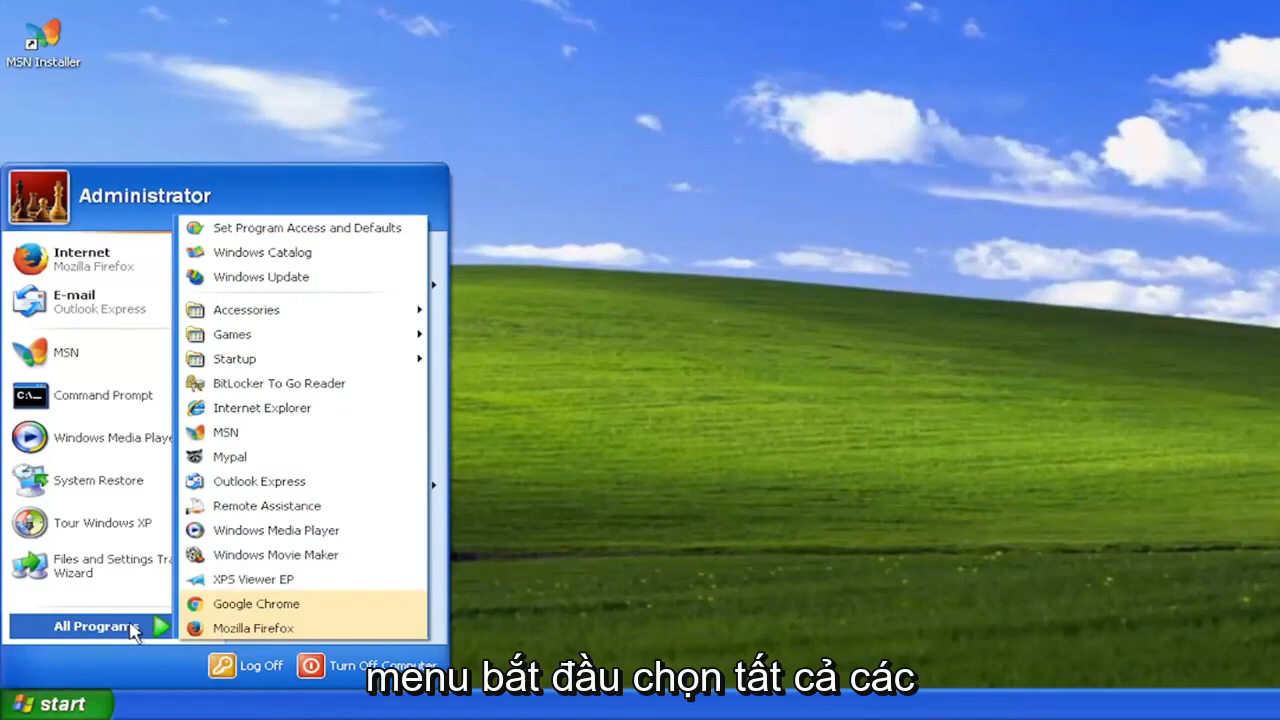 MSN Installer
Administrator
Internet
Mozilla Firefox
E-mail
Outlook Express
MSN
Command Prompt
Windows Media Playe
System Restore
Tour Windows XP
Files and Settings Tra
Wizard
All Programs
Set Program Access and Defaults
Windows Catalog
Windows Update
Accessories
Games
Startup
BitLocker To Go Reader
Internet Explorer
MSN
Mypal
Outlook Express
Remote Assistance
Windows Media Player
Windows Movie Maker
XPS Viewer EP
Google Chrome
Mozilla Firefox
Log Off
Turn Off Computer
menu bắt đầu chọn tất cả các
start